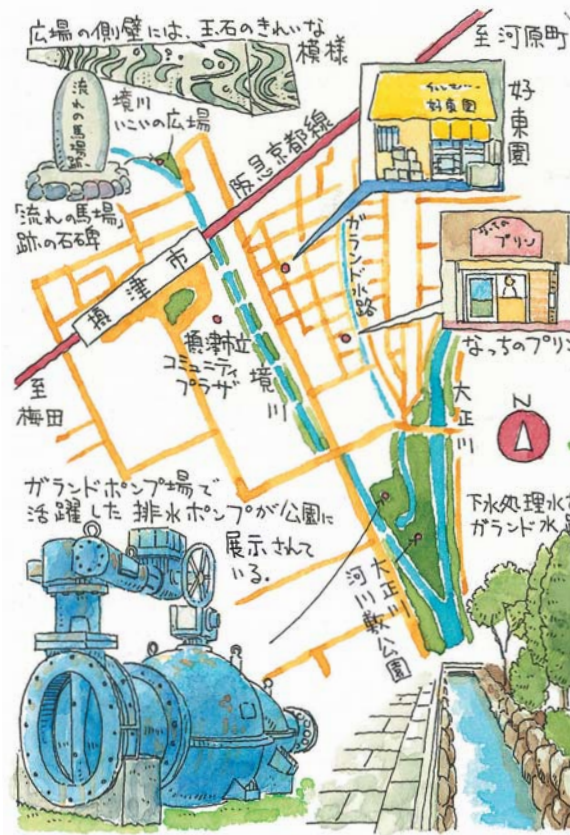 広場の側壁には、玉石のきれいな
模様
至河原町
流れの馬場跡
境川
いこいの広場
阪急京都線
好東園
好東園
「流れの馬場」
跡の石碑
摂津市
ガランド水路
プリン
なっちのプリン
摂津市立
コミュニティ
プラザ
境川
大正川
至
梅田
N
ガランドポンプ場で
活躍した排水ポンプが公園に
展示されて
いる.
大正川
河川敷公園
下水処理水
ガランド水路